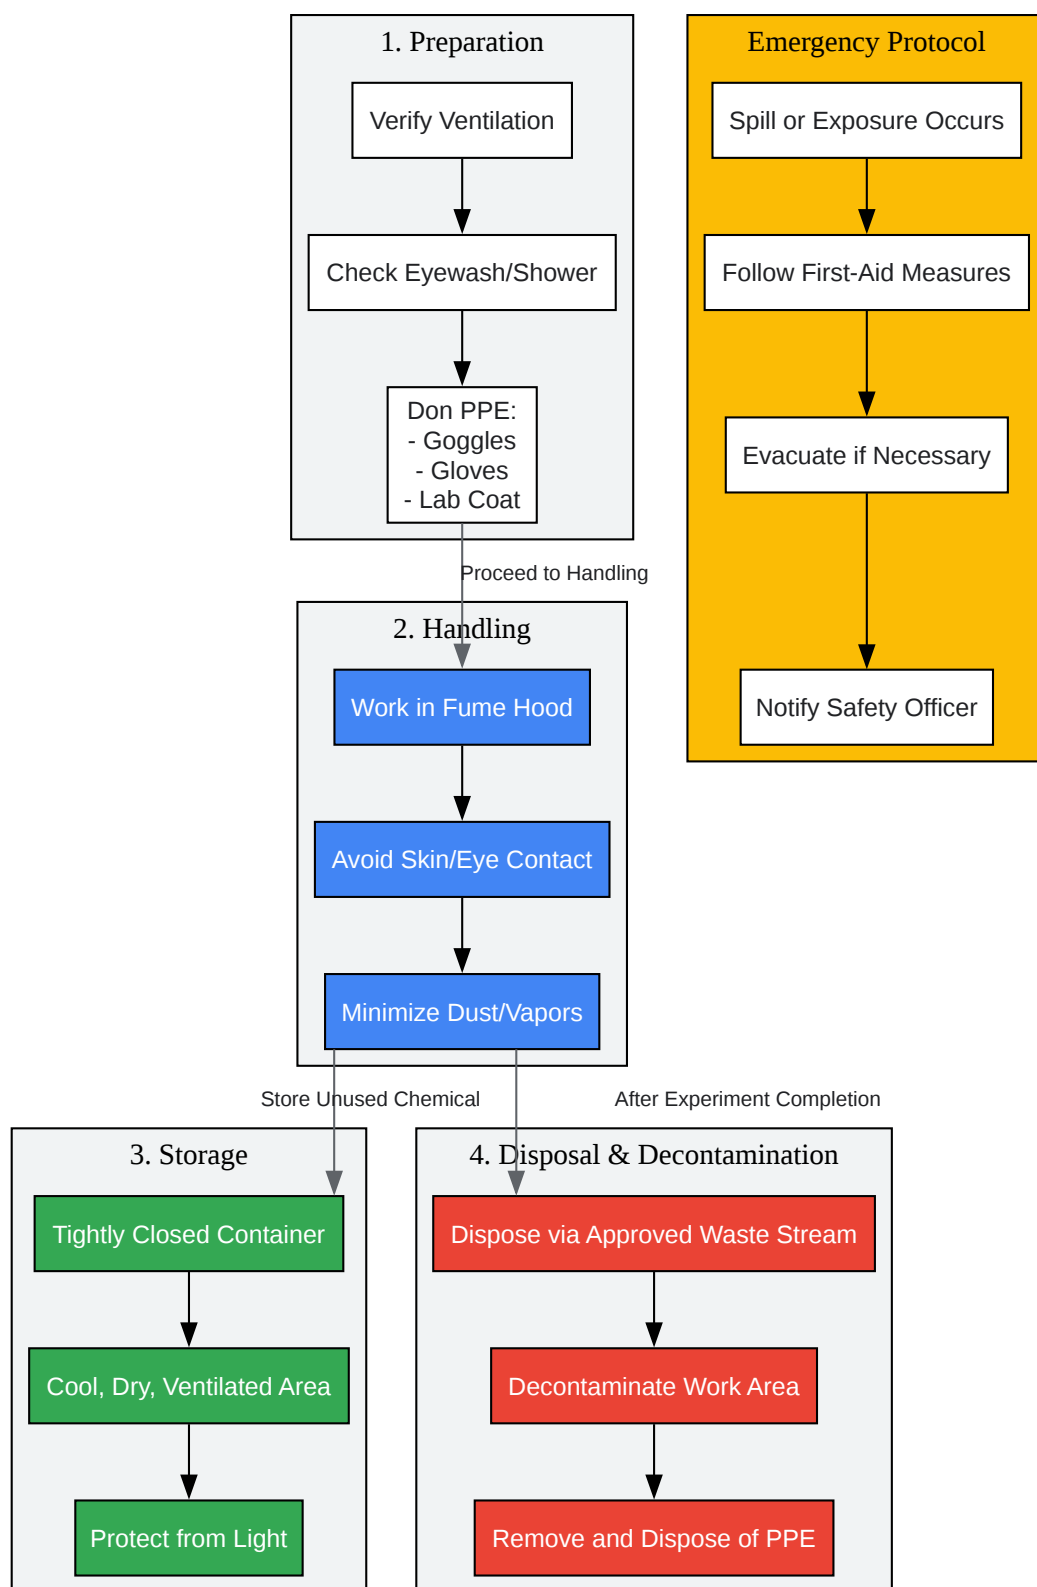 1. Preparation
Verify Ventilation
Check Eyewash/Shower
Don PPE:
- Goggles
- Gloves
- Lab Coat
Proceed to Handling
2. Handling
Work in Fume Hood
Avoid Skin/Eye Contact
Minimize Dust/Vapors
Store Unused Chemical
After Experiment Completion
3. Storage
Tightly Closed Container
Cool, Dry, Ventilated Area
Protect from Light
4. Disposal & Decontamination
Dispose via Approved Waste Stream
Decontaminate Work Area
Remove and Dispose of PPE
Emergency Protocol
Spill or Exposure Occurs
Follow First-Aid Measures
Evacuate if Necessary
Notify Safety Officer